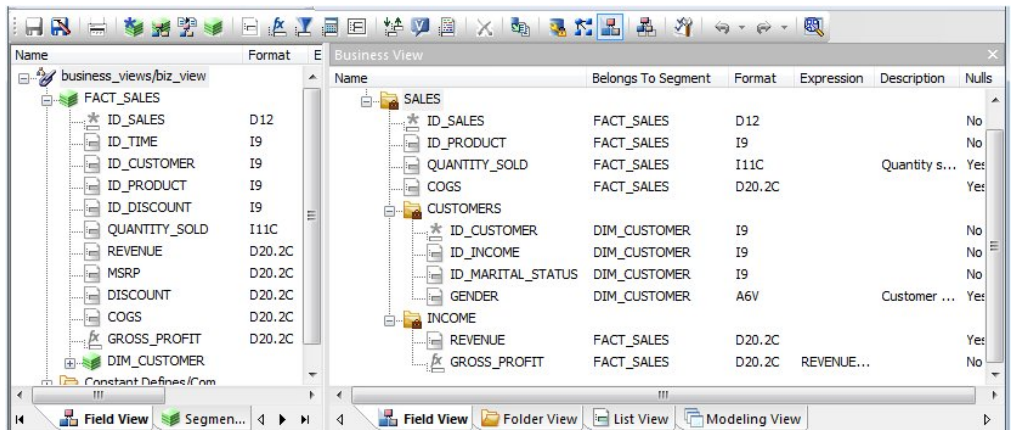 Name Format E
business_views/biz_view
FACT_SALES
ID_SALES D12
ID_TIME I9
ID_CUSTOMER I9
ID_PRODUCT I9
ID_DISCOUNT I9
QUANTITY_SOLD I11C
REVENUE D20.2C
MSRP D20.2C
DISCOUNT D20.2C
COGS D20.2C
GROSS_PROFIT D20.2C
DIM_CUSTOMER
Constant Defines/Com
Field View Segmen...
Business View
Name Belongs To Segment Format Expression Description Nulls
SALES
ID_SALES FACT_SALES D12 No
ID_PRODUCT FACT_SALES I9 No
QUANTITY_SOLD FACT_SALES I11C Quantity s... Yes
COGS FACT_SALES D20.2C Yes
CUSTOMERS
ID_CUSTOMER DIM_CUSTOMER I9 No
ID_INCOME DIM_CUSTOMER I9 No
ID_MARITAL_STATUS DIM_CUSTOMER I9 No
GENDER DIM_CUSTOMER A6V Customer ... Yes
INCOME
REVENUE FACT_SALES D20.2C Yes
GROSS_PROFIT FACT_SALES D20.2C REVENUE... No
Field View Folder View List View Modeling View